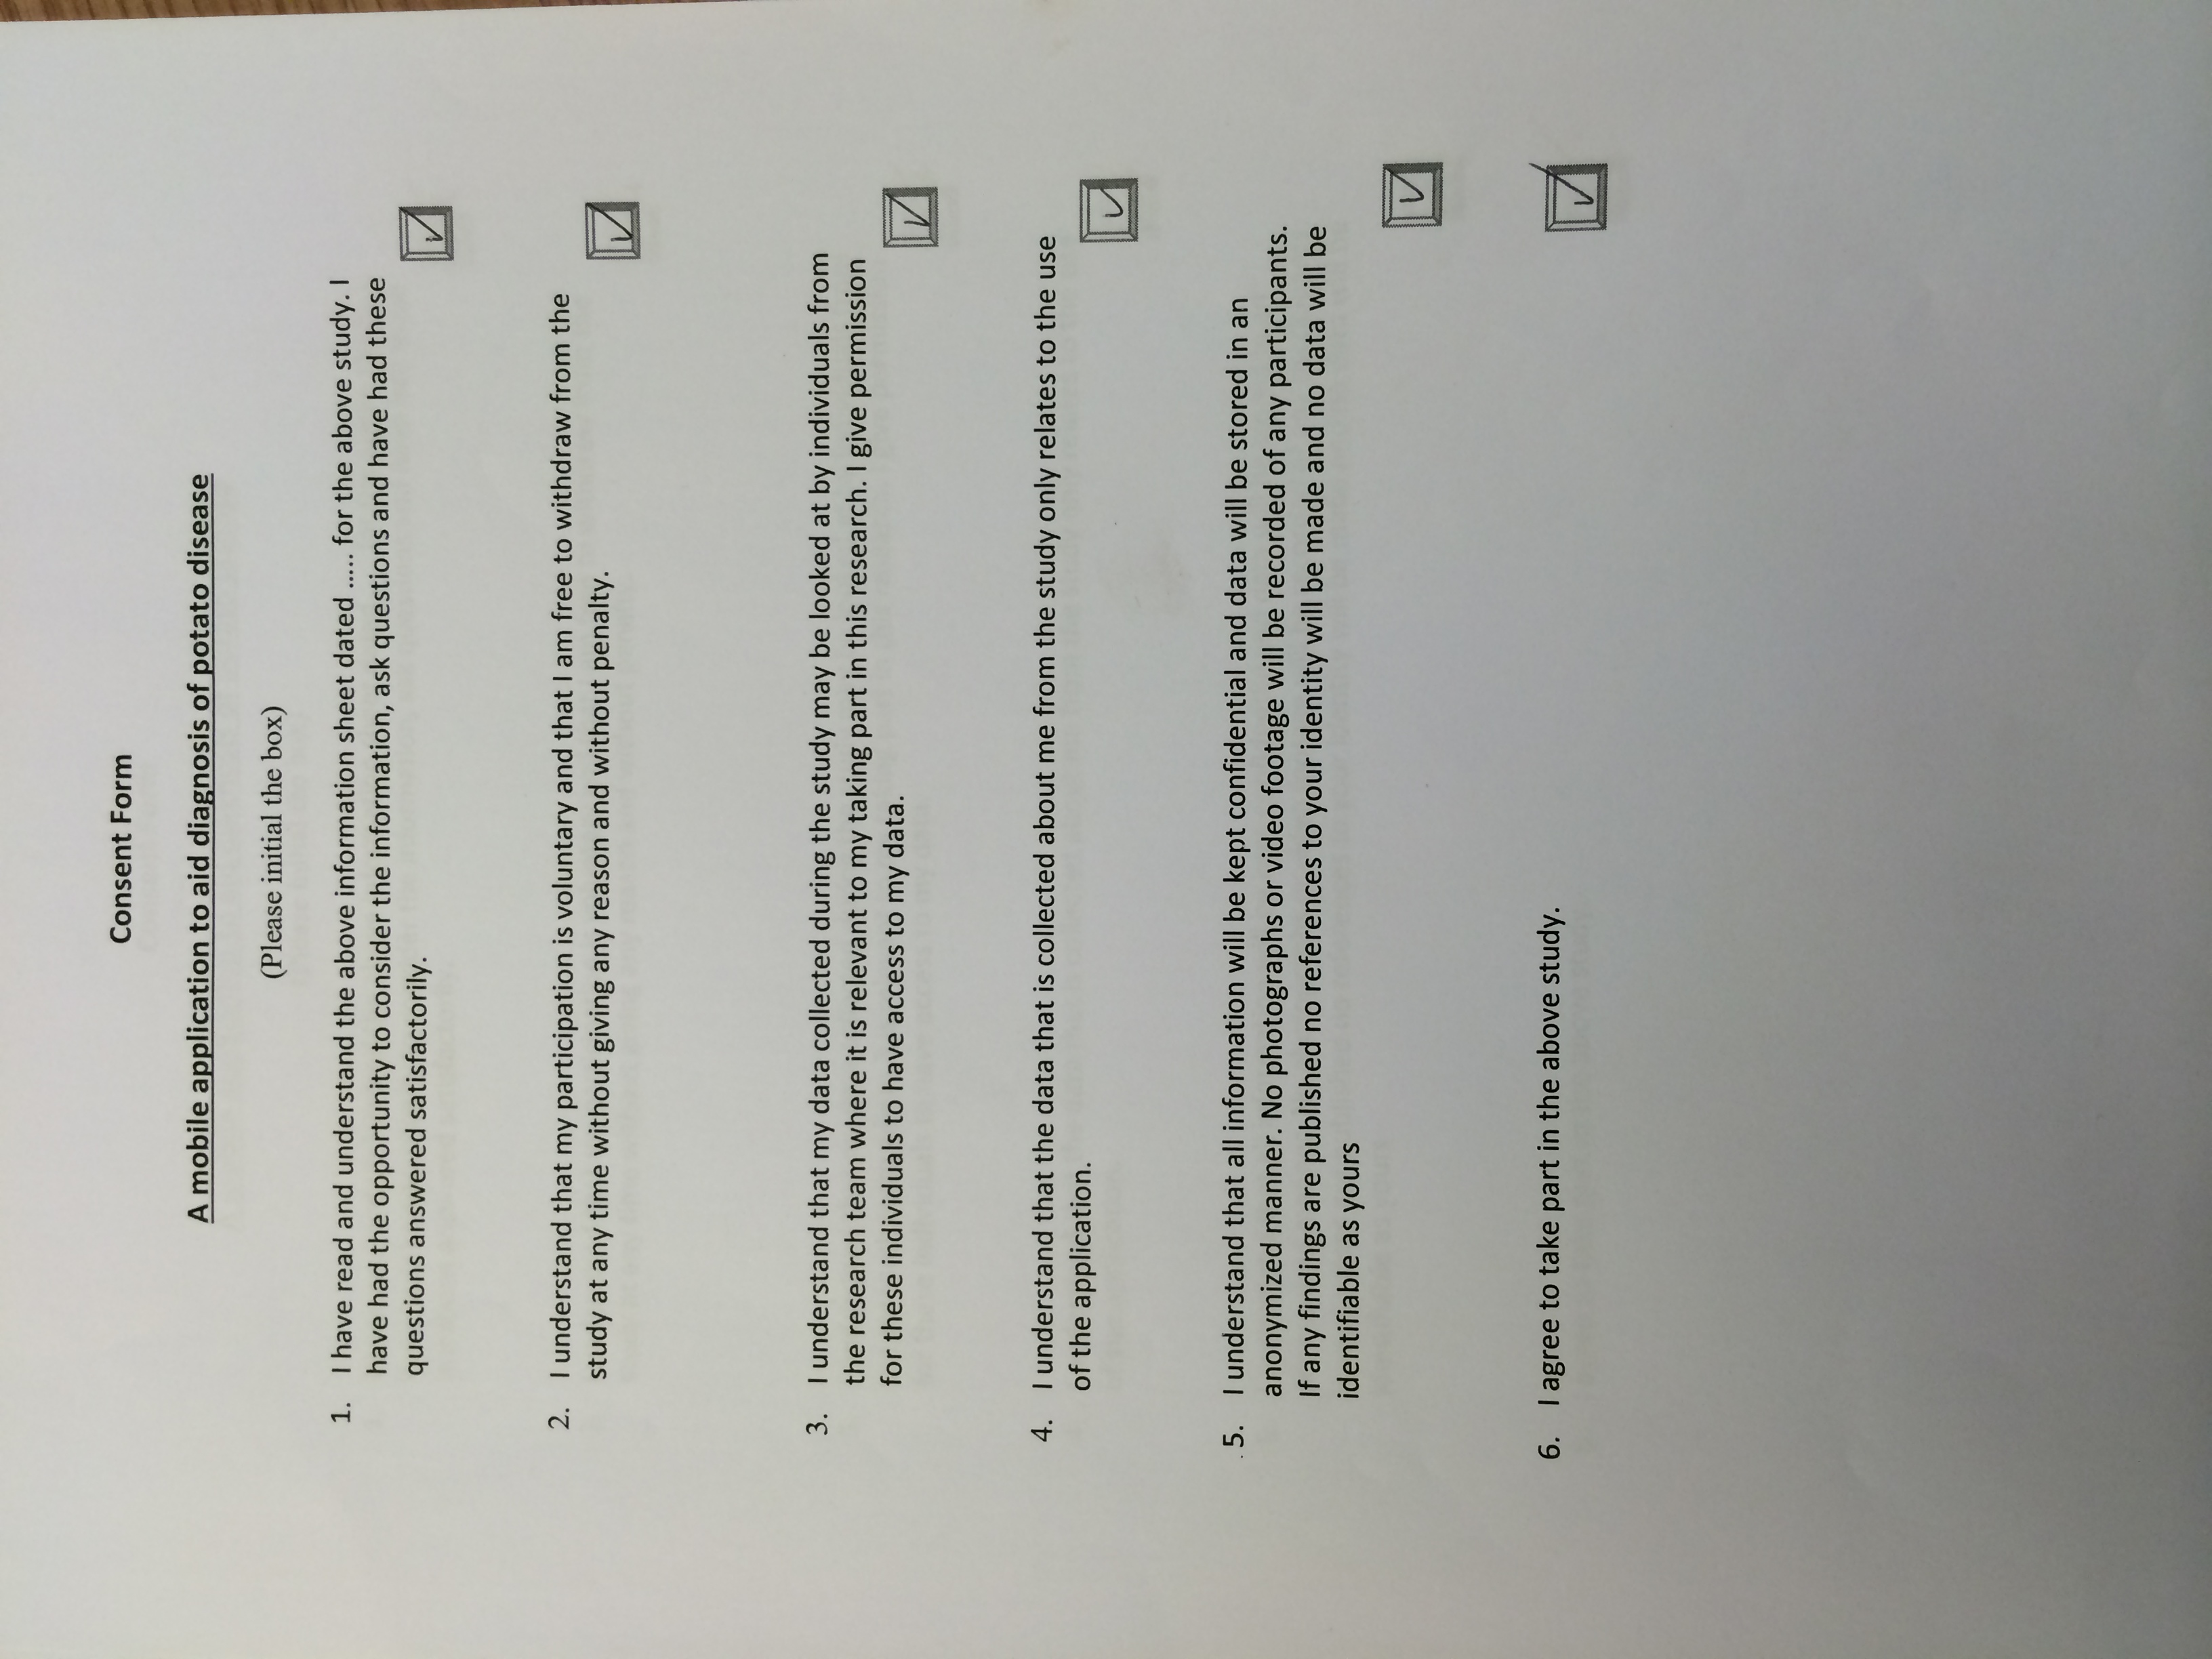 Consent Form
A mobile application to aid diagnosis of potato disease
(Please initial the box)
1. I have read and understand the above information sheet dated ..... for the above study. I
have had the opportunity to consider the information, ask questions and have had these
questions answered satisfactorily.
2. I understand that my participation is voluntary and that I am free to withdraw from the
study at any time without giving any reason and without penalty.
3. I understand that my data collected during the study may be looked at by individuals from
the research team where it is relevant to my taking part in this research. I give permission
for these individuals to have access to my data.
4. I understand that the data that is collected about me from the study only relates to the use
of the application.
5. I understand that all information will be kept confidential and data will be stored in an
anonymized manner. No photographs or video footage will be recorded of any participants.
If any findings are published no references to your identity will be made and no data will be
identifiable as yours
6. I agree to take part in the above study.